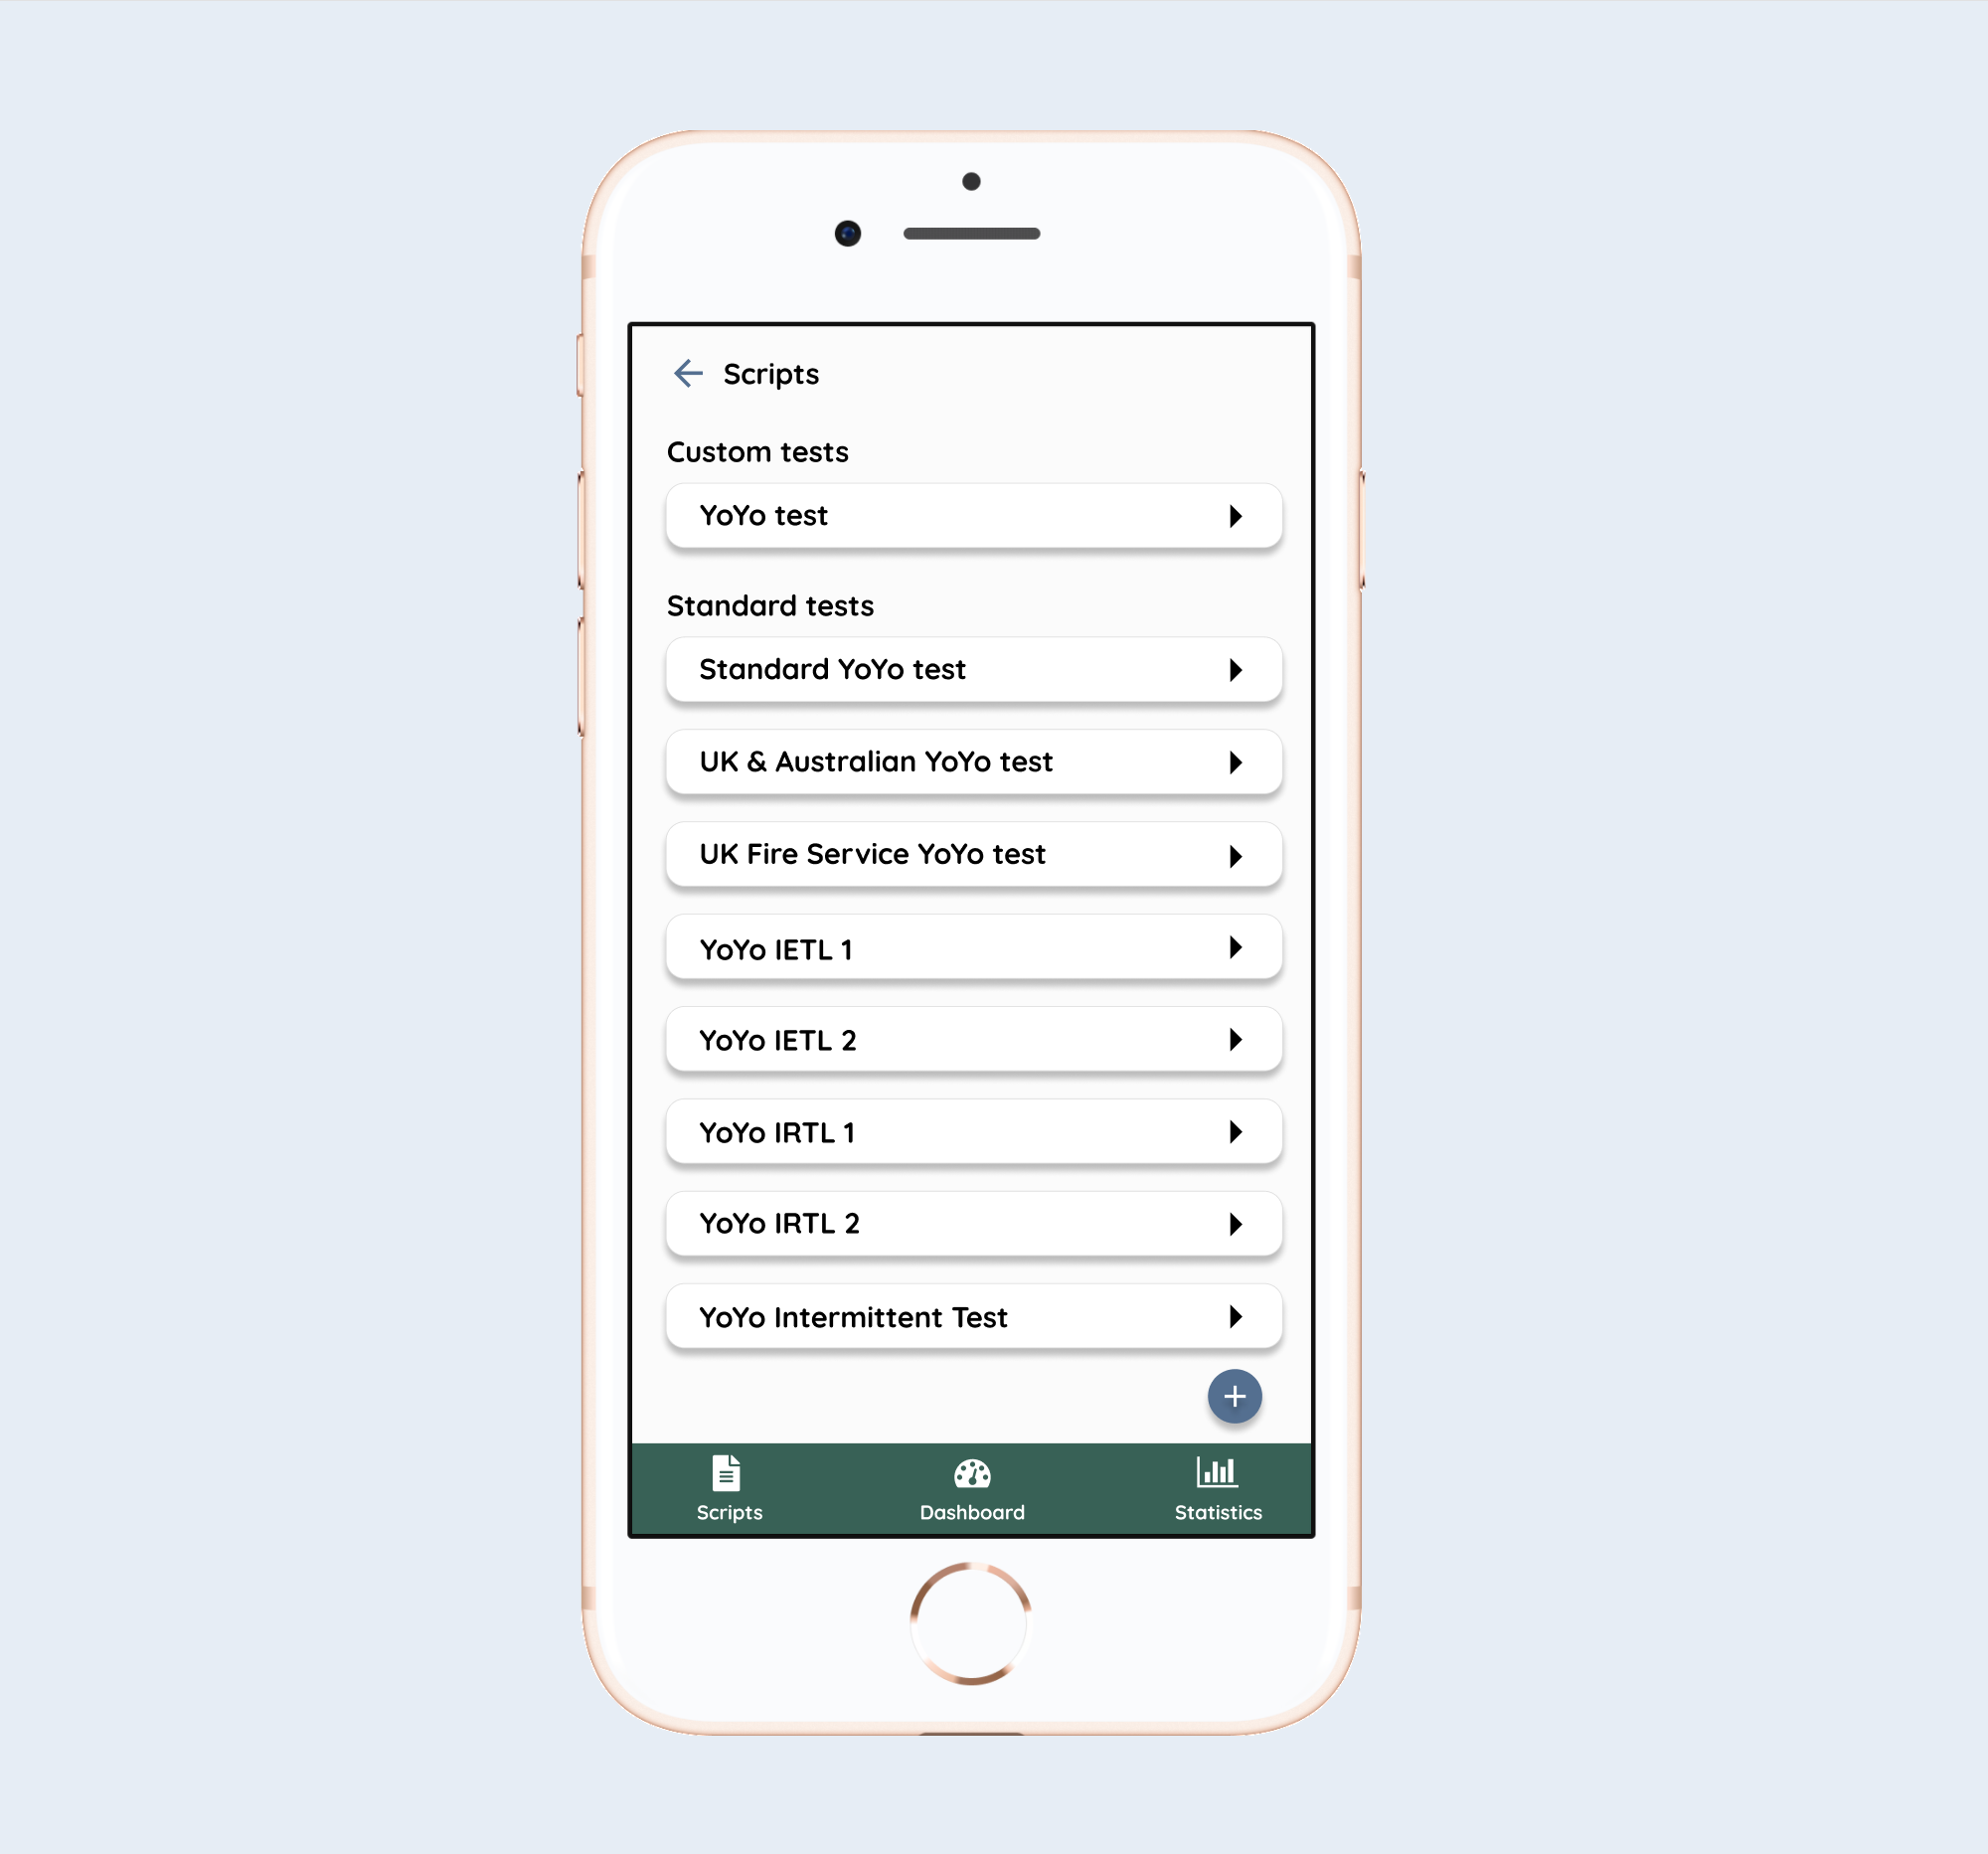 Scripts
Custom tests
YoYo test
Standard tests
Standard YoYo test
UK & Australian YoYo test
UK Fire Service YoYo test
YoYo IETL 1
YoYo IETL 2
YoYo IRTL 1
YoYo IRTL 2
YoYo Intermittent Test
Scripts
Dashboard
Statistics